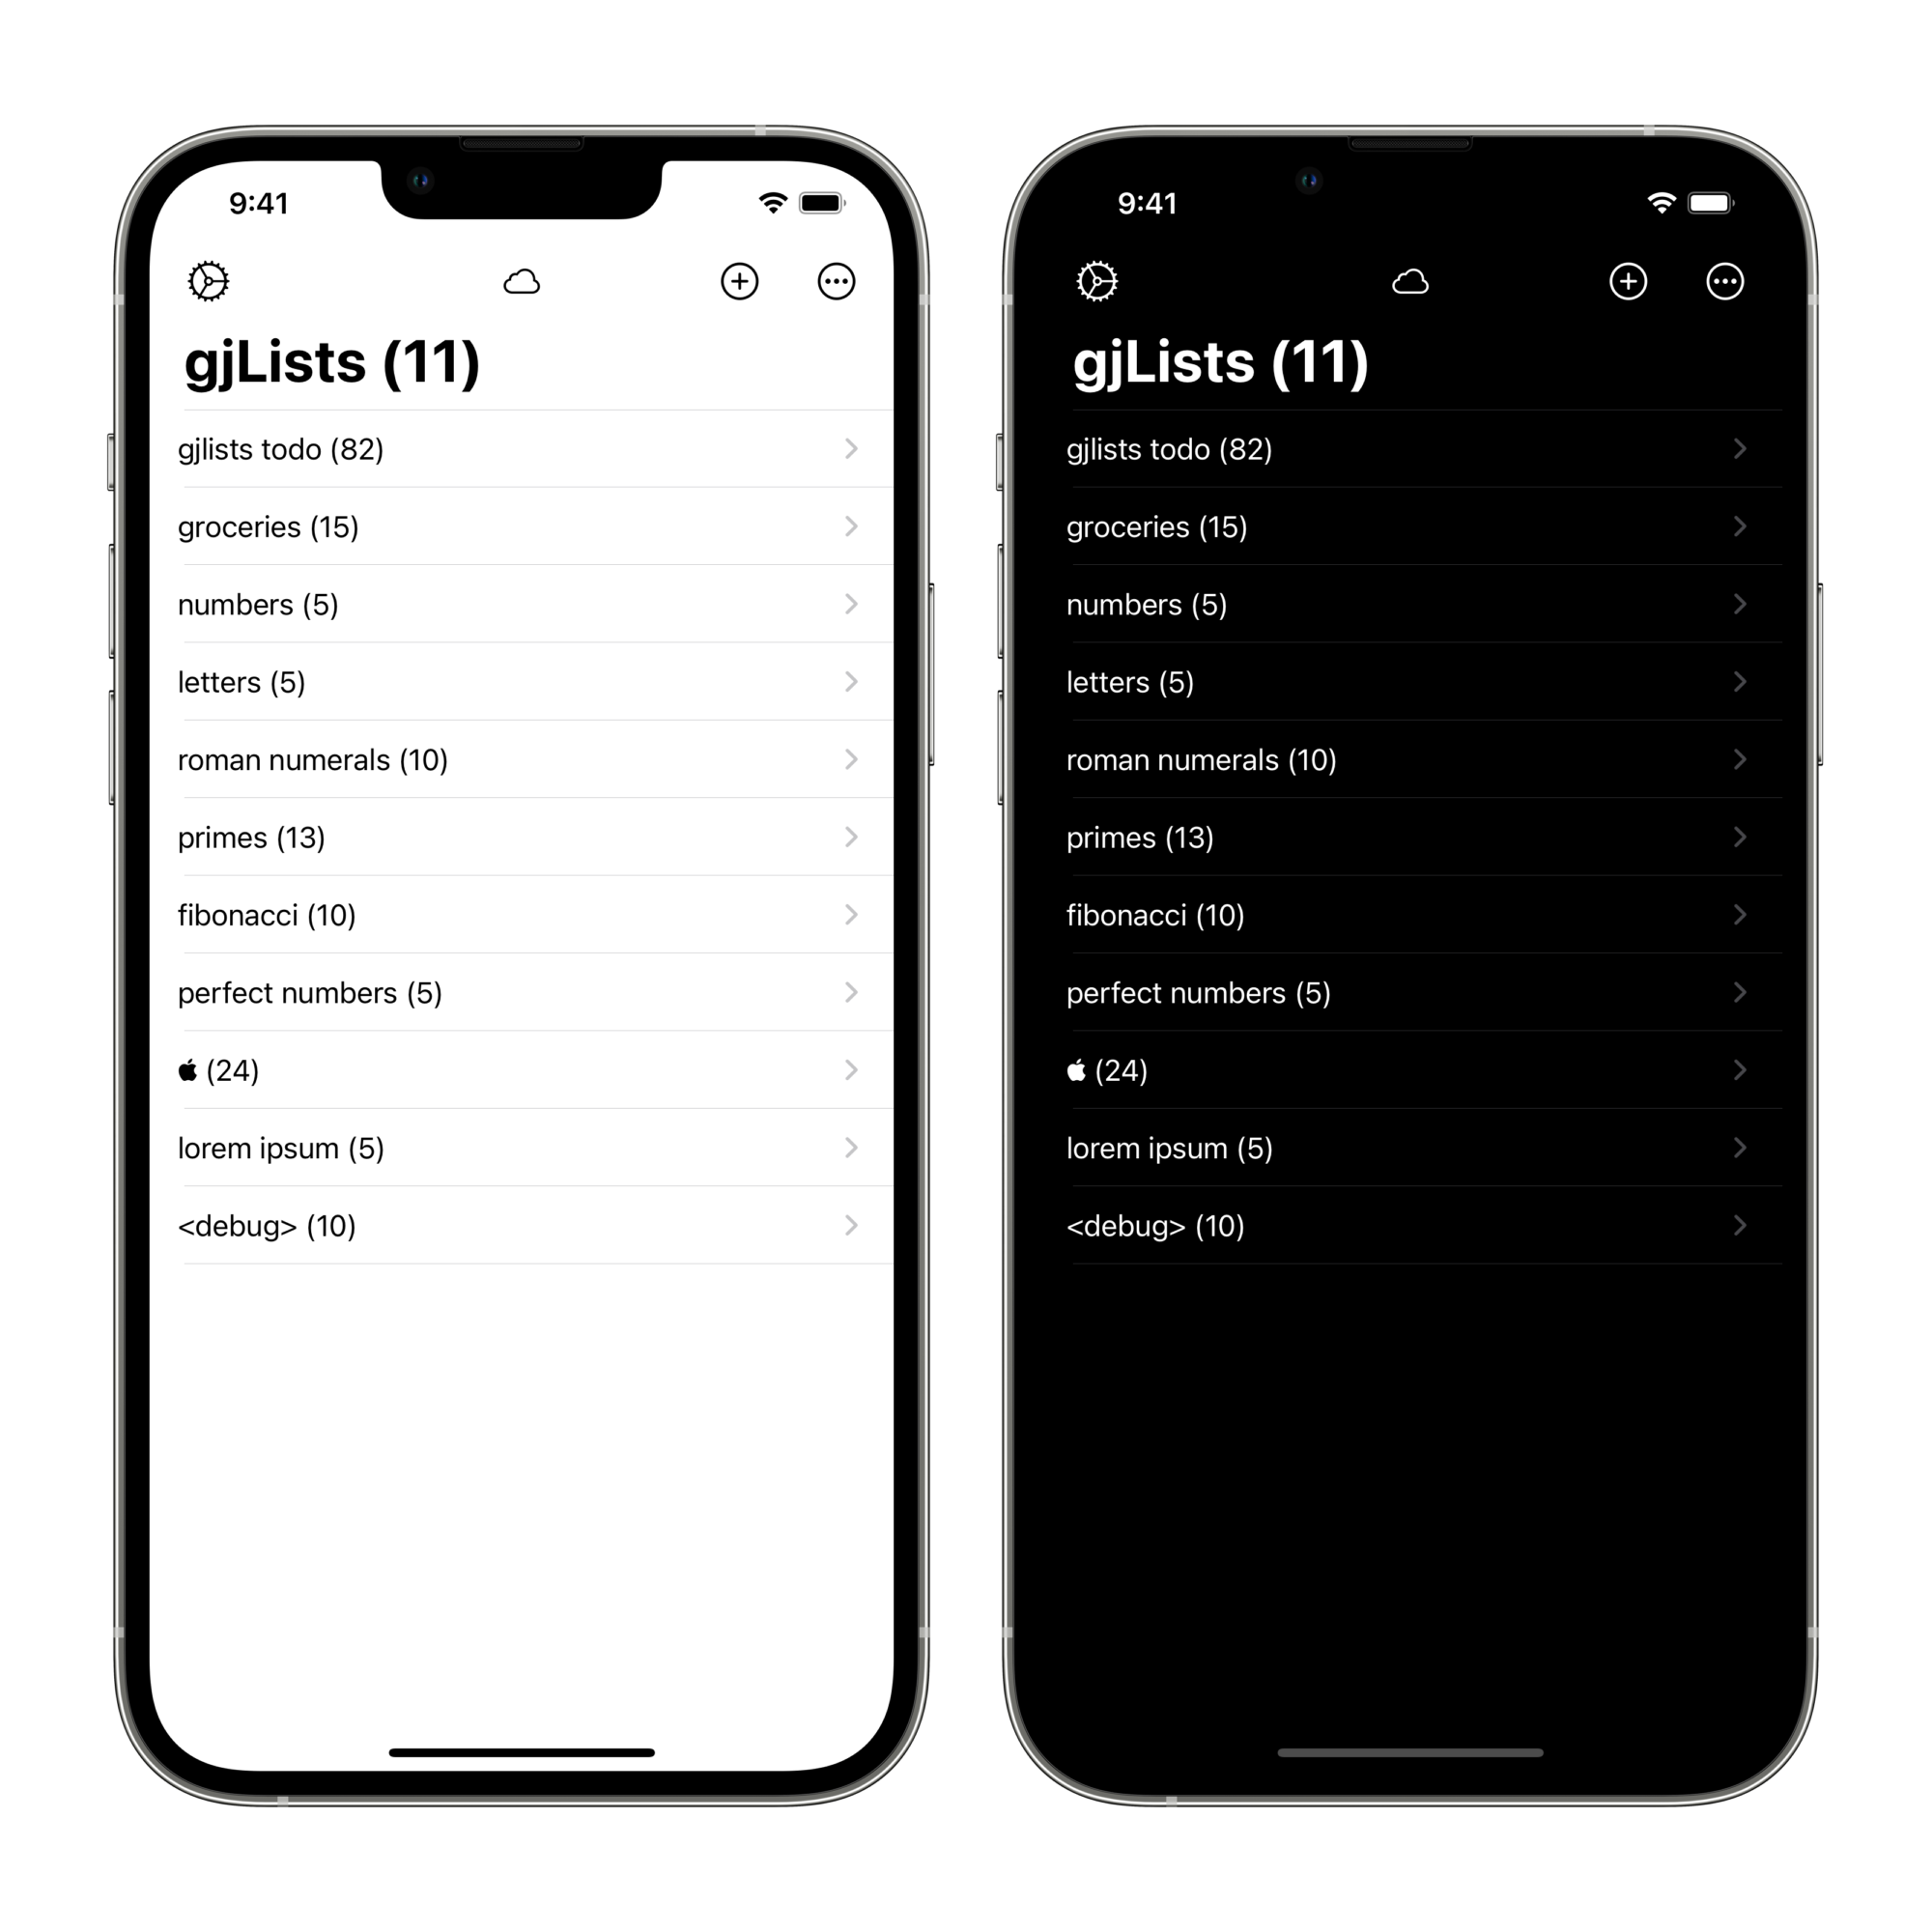 9:41
gjLists (11)
gjlists todo (82)
groceries (15)
numbers (5)
letters (5)
roman numerals (10)
primes (13)
fibonacci (10)
perfect numbers (5)
 (24)
lorem ipsum (5)
<debug> (10)
9:41
gjLists (11)
gjlists todo (82)
groceries (15)
numbers (5)
letters (5)
roman numerals (10)
primes (13)
fibonacci (10)
perfect numbers (5)
 (24)
lorem ipsum (5)
<debug> (10)